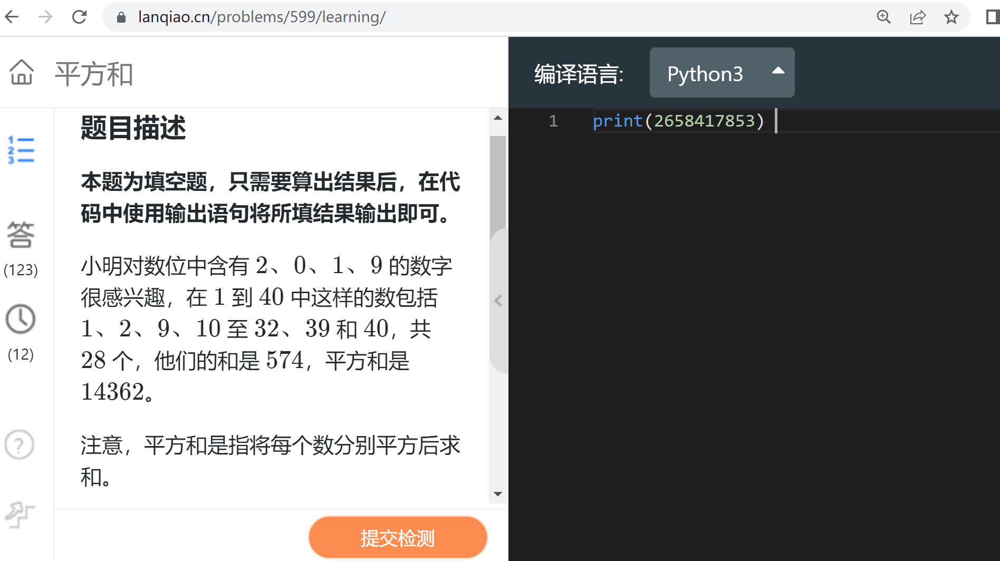 lanqiao.cn/problems/599/learning/
平方和
编译语言: Python3
题目描述
本题为填空题，只需要算出结果后，在代
码中使用输出语句将所填结果输出即可。
小明对数位中含有 2、0、1、9 的数字
很感兴趣，在 1 到 40 中这样的数包括
1、2、9、10 至 32、39 和 40，共
28 个，他们的和是 574，平方和是
14362。
注意，平方和是指将每个数分别平方后求
和。
提交检测
1
2
3
答
(123)
(12)
?
1 print(2658417853)